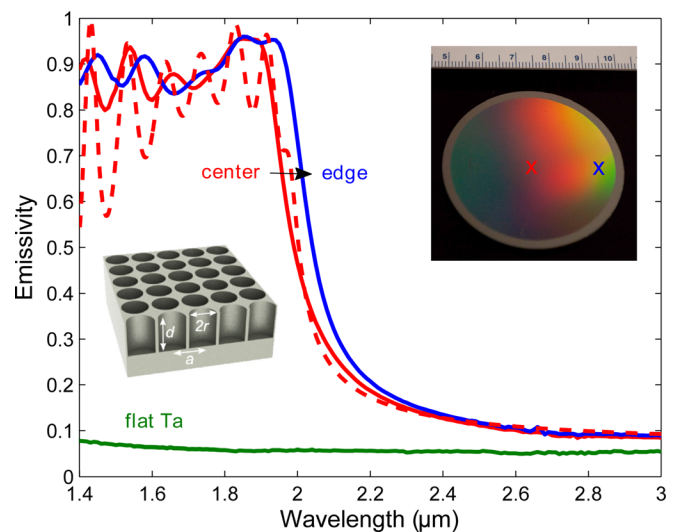 1
0.9
0.8
0.7
0.6
0.5
0.4
0.3
0.2
0.1
0
Emissivity
center
edge
5 6 7 8 9 10
x
x
d
2r
a
flat Ta
1.4 1.6 1.8 2 2.2 2.4 2.6 2.8 3
Wavelength (µm)